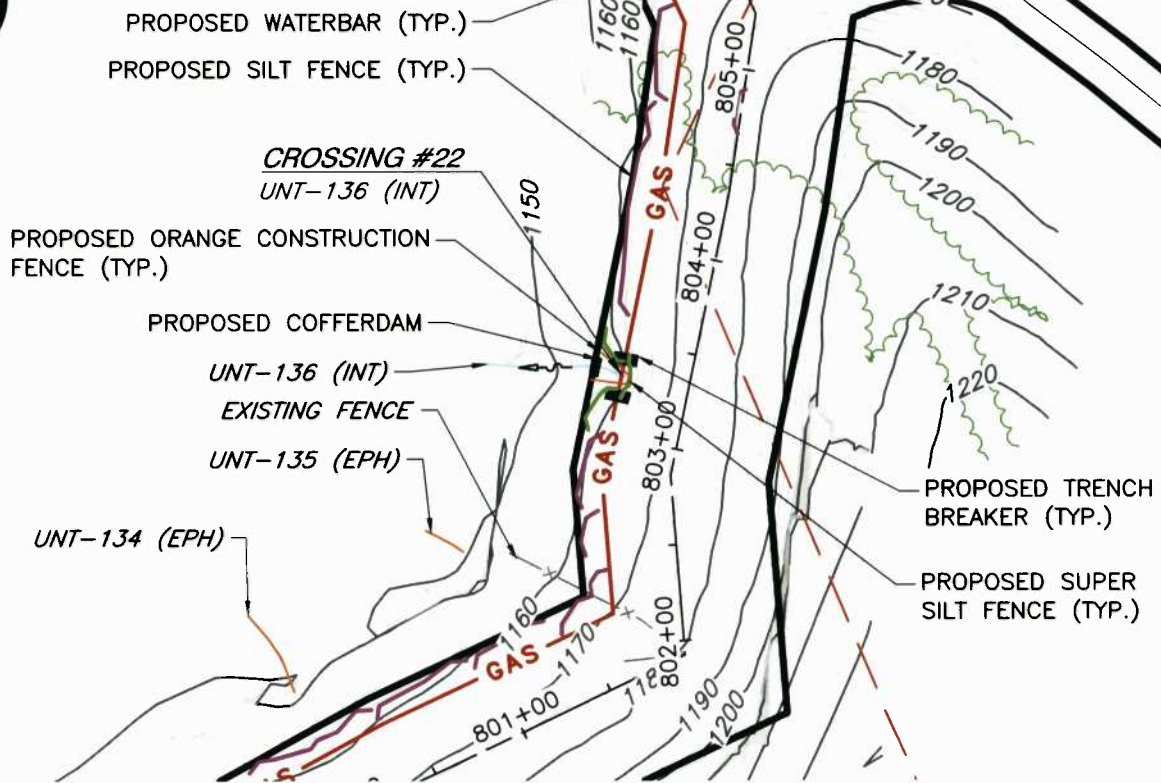 PROPOSED WATERBAR (TYP.)
PROPOSED SILT FENCE (TYP.)
CROSSING #22
UNT-136 (INT)
PROPOSED ORANGE CONSTRUCTION
FENCE (TYP.)
PROPOSED COFFERDAM
UNT-136 (INT)
EXISTING FENCE
UNT-135 (EPH)
UNT-134 (EPH)
1160
1160
1150
805+00
1180
1190
1200
GAS
804+00
1210
1220
GAS
803+00
PROPOSED TRENCH
BREAKER (TYP.)
PROPOSED SUPER
SILT FENCE (TYP.)
1160
1170
GAS
802+00
801+00
1190
1200